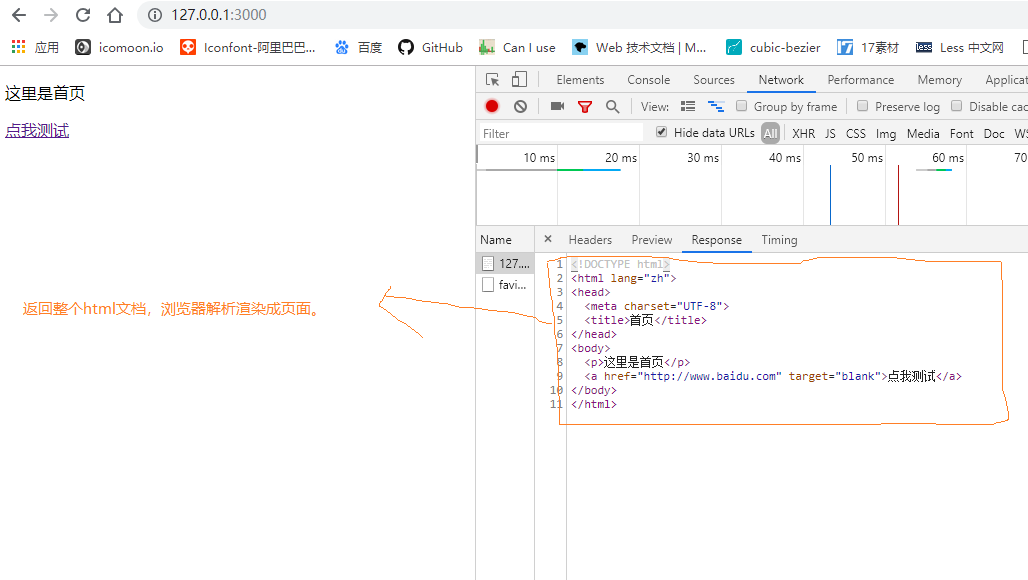 127.0.0.1:3000
应用 icomoon.io Iconfont-阿里巴巴... 百度 GitHub Can I use Web 技术文档 | M... cubic-bezier 17素材 less Less 中文网
Elements Console Sources Network Performance Memory Applicat
View: Group by frame Preserve log Disable cac
Filter Hide data URLs All XHR JS CSS Img Media Font Doc WS
10 ms 20 ms 30 ms 40 ms 50 ms 60 ms 70
这里是首页
点我测试
Name Headers Preview Response Timing
127....
favi...
1 <!DOCTYPE html>
2 <html lang="zh">
3 <head>
4 <meta charset="UTF-8">
5 <title>首页</title>
6 </head>
7 <body>
8 <p>这里是首页</p>
9 <a href="http://www.baidu.com" target="blank">点我测试</a>
10 </body>
11 </html>
返回整个html文档，浏览器解析渲染成页面。